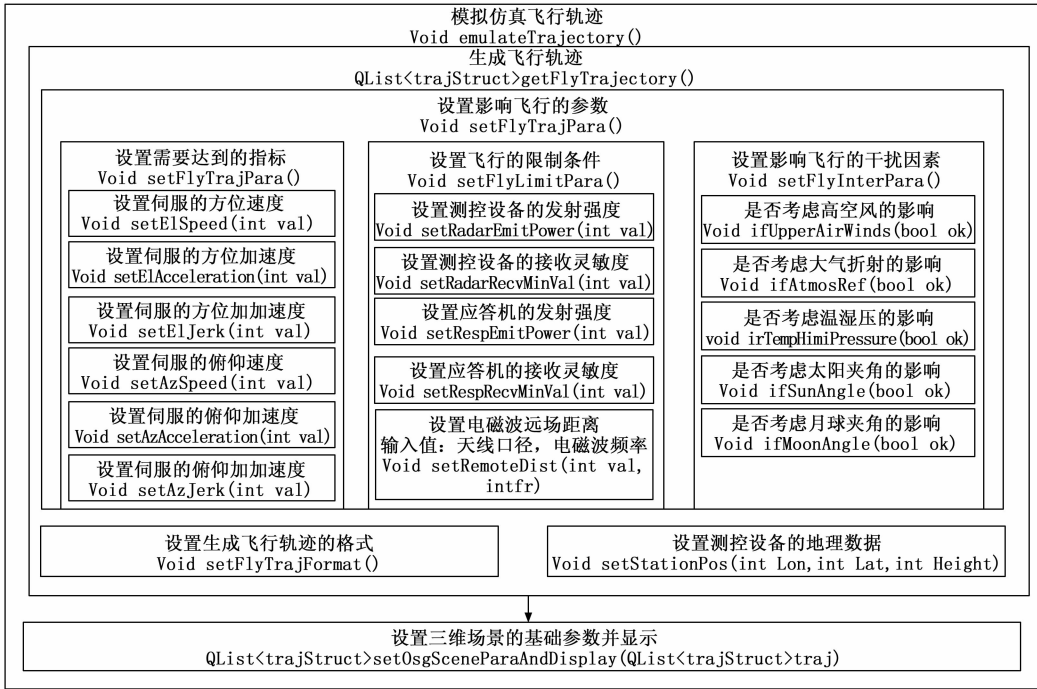 模拟仿真飞行轨迹
Void emulateTrajectory()
生成飞行轨迹
QList<trajStruct>getFlyTrajectory()
设置影响飞行的参数
Void setFlyTrajPara()
设置需要达到的指标
Void setFlyTrajPara()
设置伺服的方位速度
Void setElSpeed(int val)
设置伺服的方位加速度
Void setElAcceleration(int val)
设置伺服的方位加加速度
Void setElJerk(int val)
设置伺服的俯仰速度
Void setAzSpeed(int val)
设置伺服的俯仰加速度
Void setAzAcceleration(int val)
设置伺服的俯仰加加速度
Void setAzJerk(int val)
设置飞行的限制条件
Void setFlyLimitPara()
设置测控设备的发射强度
Void setRadarEmitPower(int val)
设置测控设备的接收灵敏度
Void setRadarRecvMinVal(int val)
设置应答机的发射强度
Void setRespEmitPower(int val)
设置应答机的接收灵敏度
Void setRespRecvMinVal(int val)
设置电磁波远场距离
输入值：天线口径，电磁波频率
Void setRemoteDist(int val,
intfr)
设置影响飞行的干扰因素
Void setFlyInterPara()
是否考虑高空风的影响
Void ifUpperAirWinds(bool ok)
是否考虑大气折射的影响
Void ifAtmosRef(bool ok)
是否考虑温湿压的影响
void irTempHimiPressure(bool ok)
是否考虑太阳夹角的影响
Void ifSunAngle(bool ok)
是否考虑月球夹角的影响
Void ifMoonAngle(bool ok)
设置生成飞行轨迹的格式
Void setFlyTrajFormat()
设置测控设备的地理数据
Void setStationPos(int Lon,int Lat,int Height)
设置三维场景的基础参数并显示
QList<trajStruct>setOsgSceneParaAndDisplay(QList<trajStruct>traj)